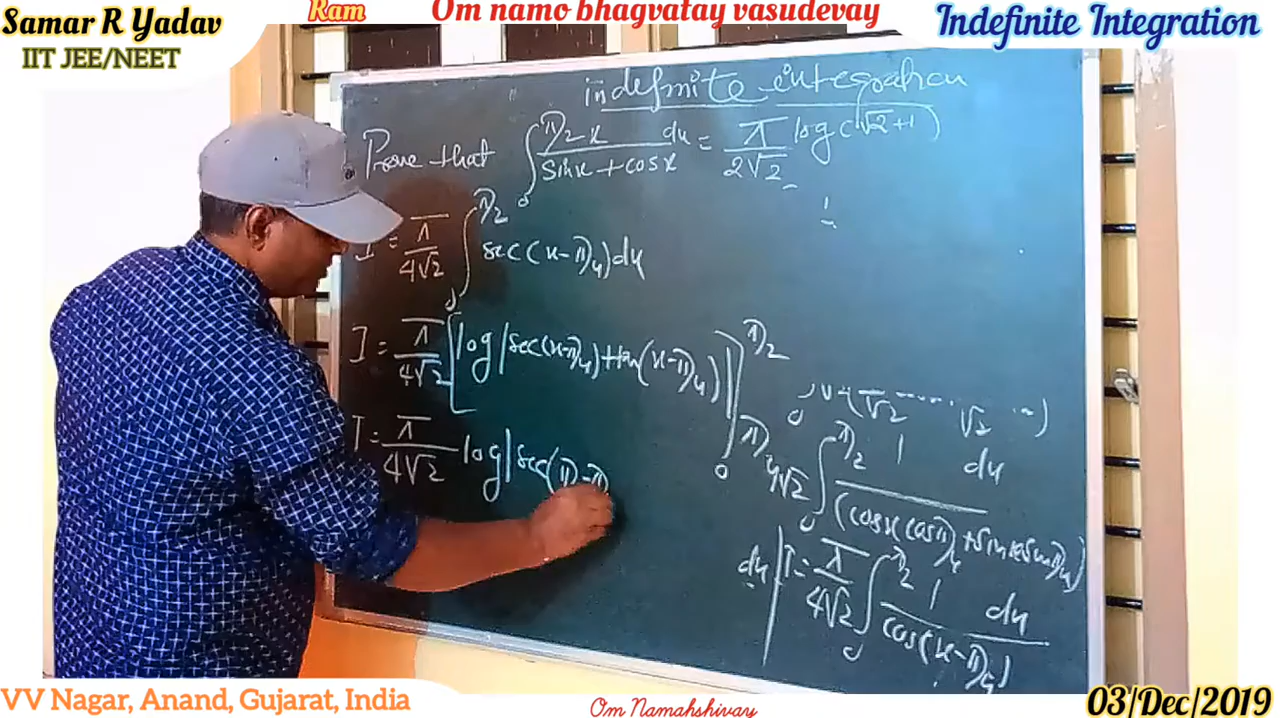 Samar R Yadav
IIT JEE/NEET
Ram
Om namo bhagvatay vasudevay
Indefinite Integration
indefinite integration
Prove that ∫₀^{π/2} x dx / (sinx + cosx) = π/(2√2) log(√2+1)
I = π/(4√2) ∫₀^{π/2} sec(x-π/4)dx
I = π/(4√2) [log|sec(x-π/4)+tan(x-π/4)|]₀^{π/2}
I = π/(4√2) log|sec(π/2-π
π/(4√2) ∫₀^{π/2} 1 / (cosx cosπ/4 + sinx sinπ/4) dx
dx | I = π/(4√2) ∫₀^{π/2} 1 / cos(x-π/4) dx
VV Nagar, Anand, Gujarat, India
Om Namahshivay
03/Dec/2019